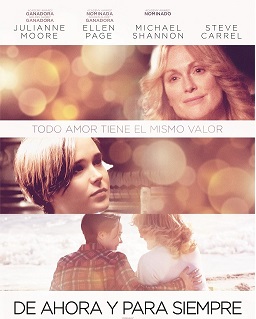 GANADORA NOMINADA NOMINADO
GANADORA
JULIANNE ELLEN MICHAEL STEVE
MOORE PAGE SHANNON CARREL
TODO AMOR TIENE EL MISMO VALOR
DE AHORA Y PARA SIEMPRE